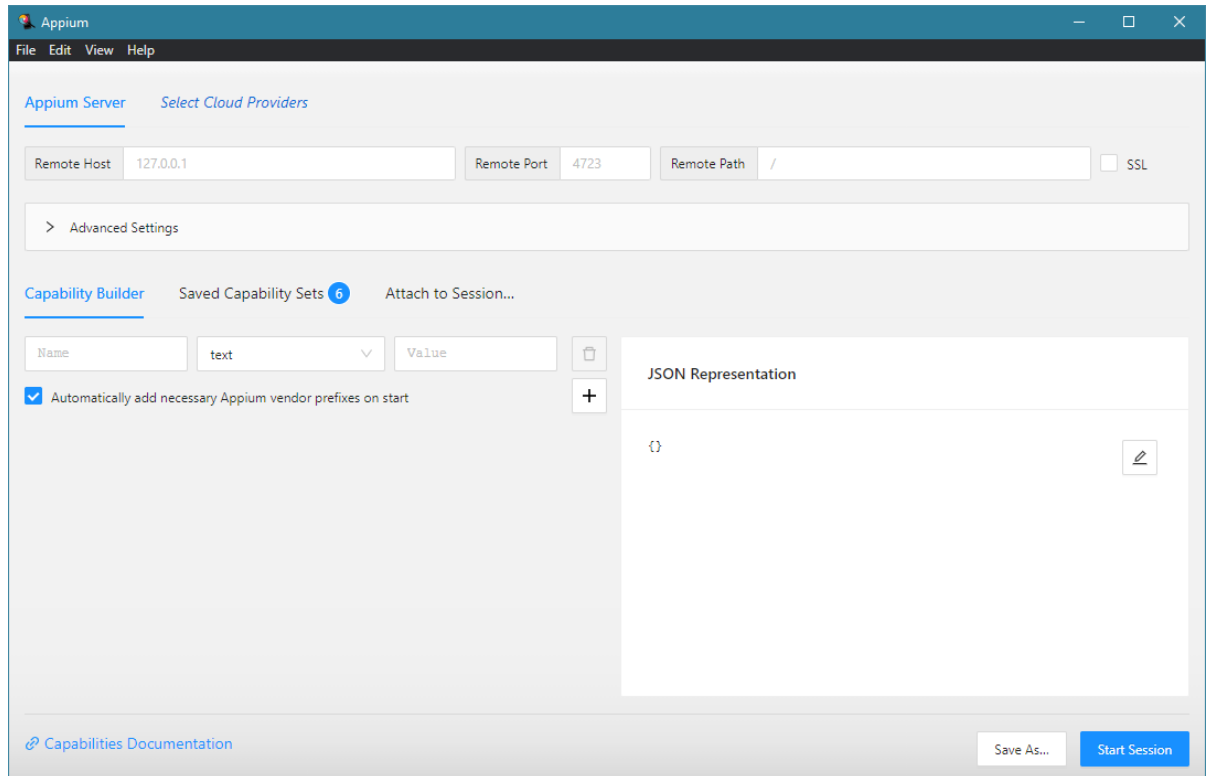 Appium
File Edit View Help
Appium Server Select Cloud Providers
Remote Host 127.0.0.1 Remote Port 4723 Remote Path / SSL
Advanced Settings
Capability Builder Saved Capability Sets 6 Attach to Session...
Name text Value
JSON Representation
Automatically add necessary Appium vendor prefixes on start
{}
Capabilities Documentation
Save As... Start Session